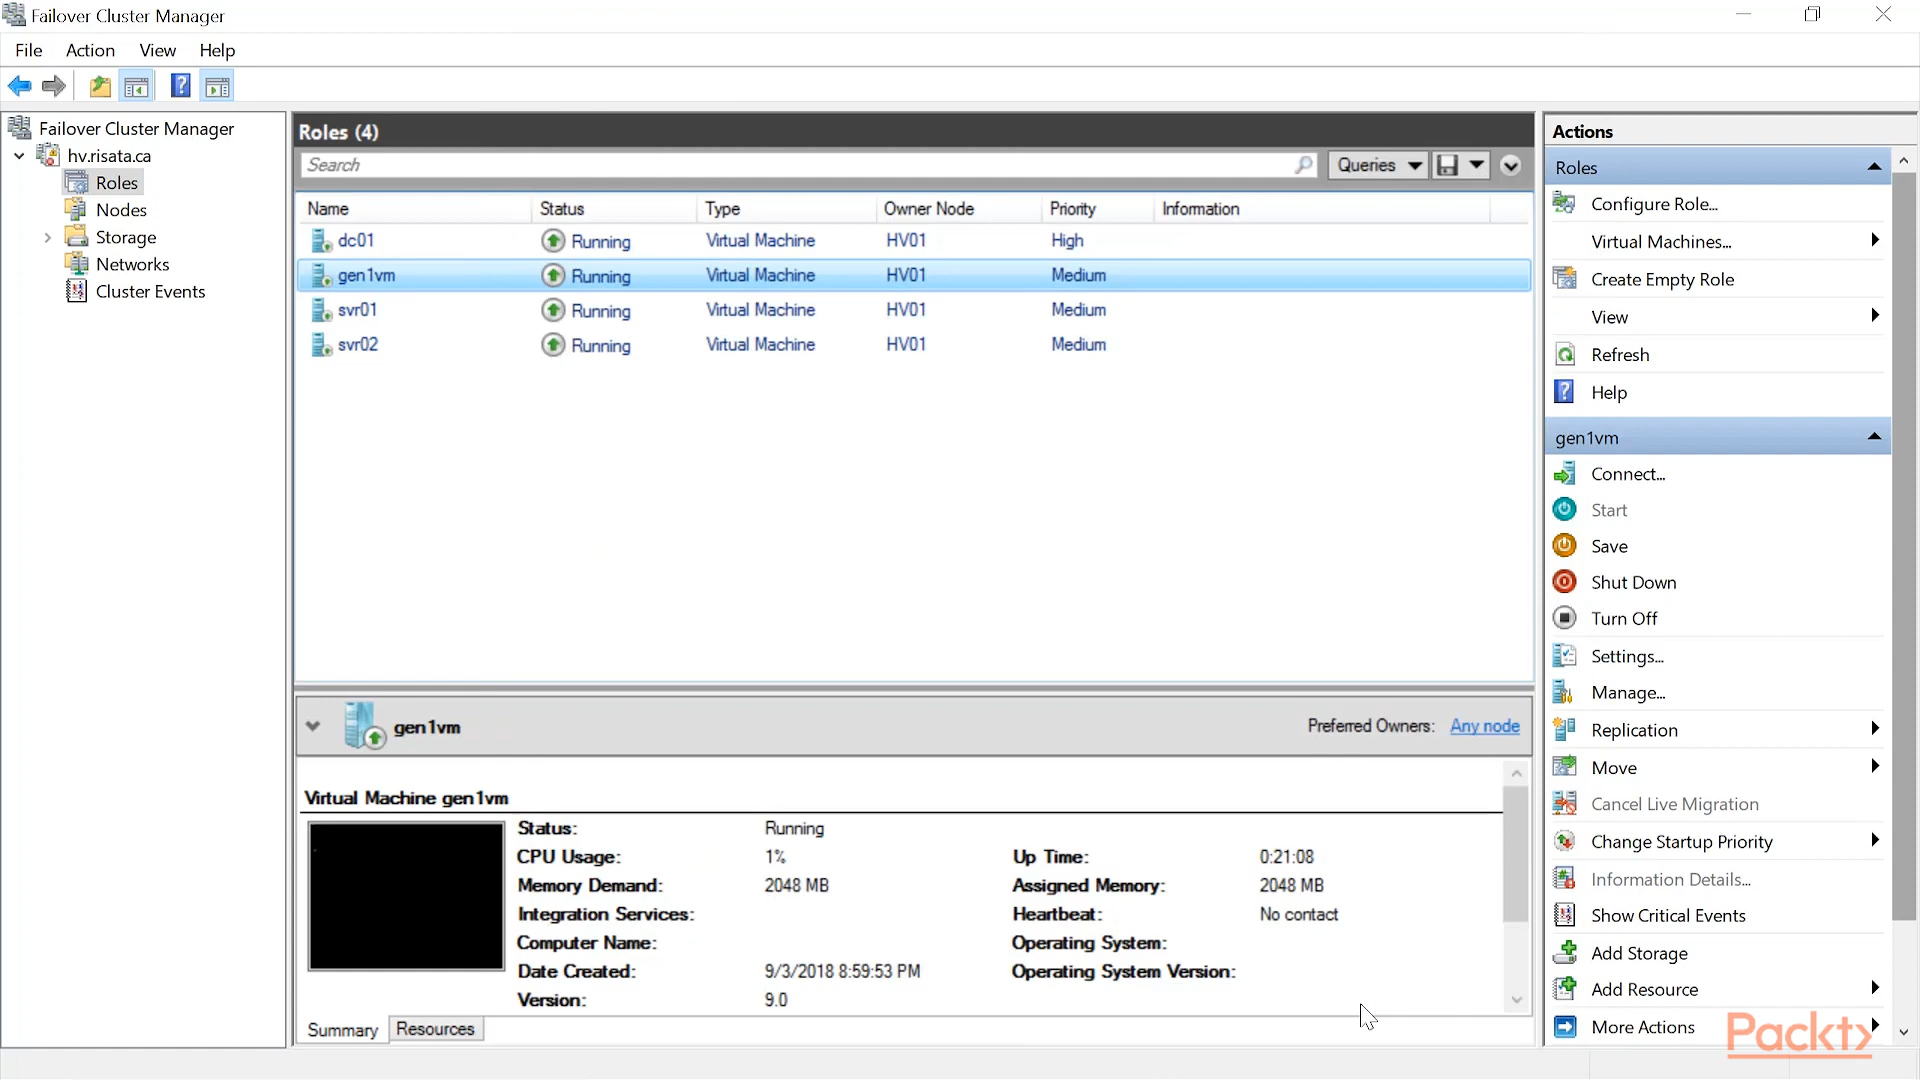 Failover Cluster Manager
File Action View Help
Failover Cluster Manager
hv.risata.ca
Roles
Nodes
Storage
Networks
Cluster Events
Roles (4)
Search
Queries
Name Status Type Owner Node Priority Information
dc01 Running Virtual Machine HV01 High
gen1vm Running Virtual Machine HV01 Medium
svr01 Running Virtual Machine HV01 Medium
svr02 Running Virtual Machine HV01 Medium
gen1vm Preferred Owners: Any node
Virtual Machine gen1vm
Status: Running
CPU Usage: 1% Up Time: 0:21:08
Memory Demand: 2048 MB Assigned Memory: 2048 MB
Integration Services: Heartbeat: No contact
Computer Name: Operating System:
Date Created: 9/3/2018 8:59:53 PM Operating System Version:
Version: 9.0
Summary Resources
Actions
Roles
Configure Role...
Virtual Machines...
Create Empty Role
View
Refresh
Help
gen1vm
Connect...
Start
Save
Shut Down
Turn Off
Settings...
Manage...
Replication
Move
Cancel Live Migration
Change Startup Priority
Information Details...
Show Critical Events
Add Storage
Add Resource
More Actions
Packt